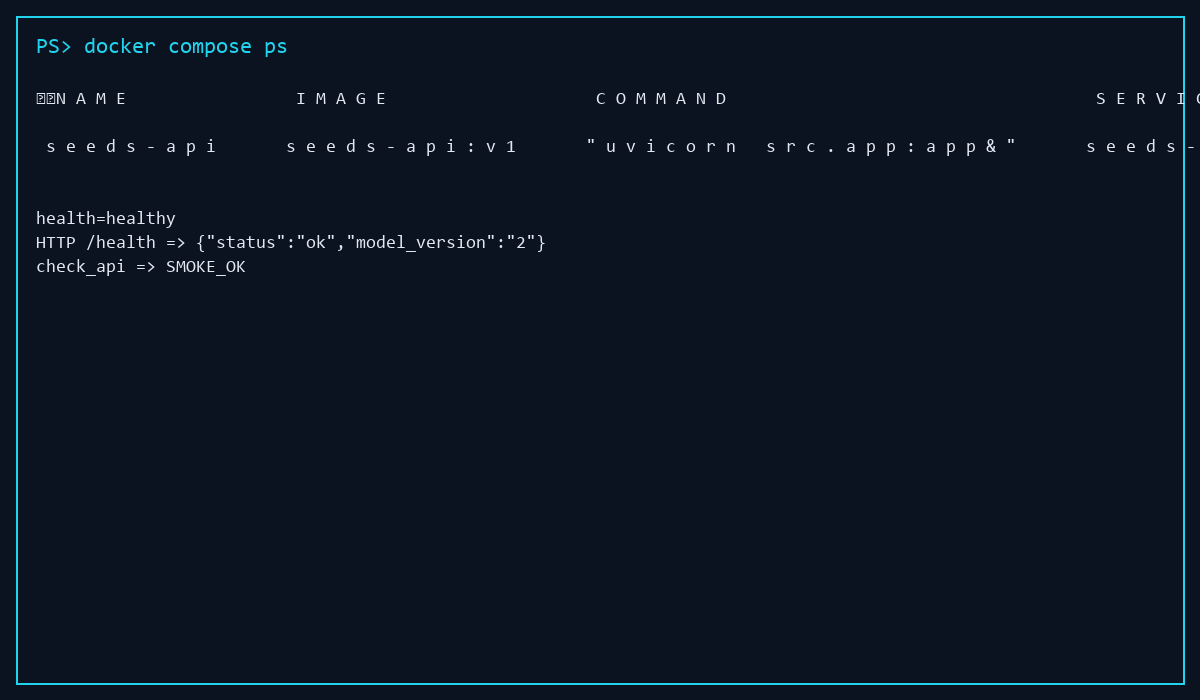 PS> docker compose ps
N A M E                 I M A G E                     C O M M A N D                                     S E R V I C
s e e d s - a p i       s e e d s - a p i : v 1       " u v i c o r n   s r c . a p p : a p p & "       s e e d s -
health=healthy
HTTP /health => {"status":"ok","model_version":"2"}
check_api => SMOKE_OK